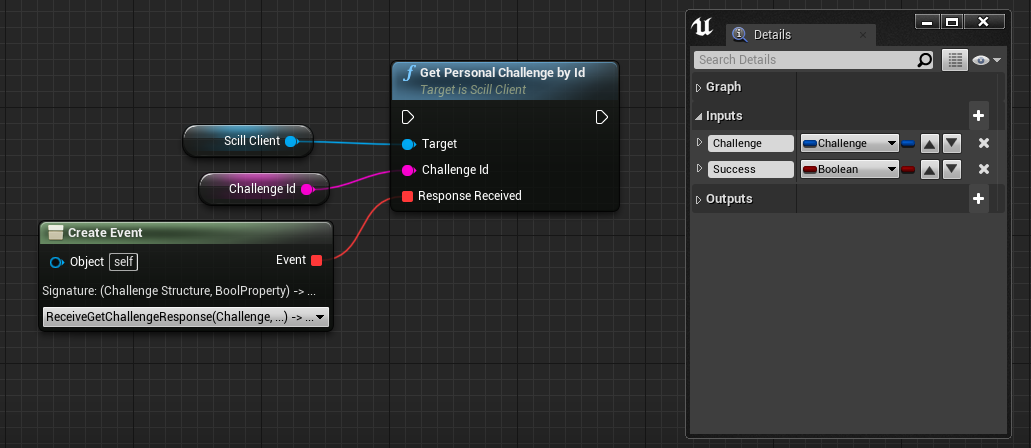 Get Personal Challenge by Id
Target is Scill Client
Scill Client
Target
Challenge Id
Challenge Id
Response Received
Create Event
Object self
Event
Signature: (Challenge Structure, BoolProperty) -> ...
ReceiveGetChallengeResponse(Challenge, ...) -> ...
Details
Search Details
Graph
Inputs
Challenge Challenge
Success Boolean
Outputs